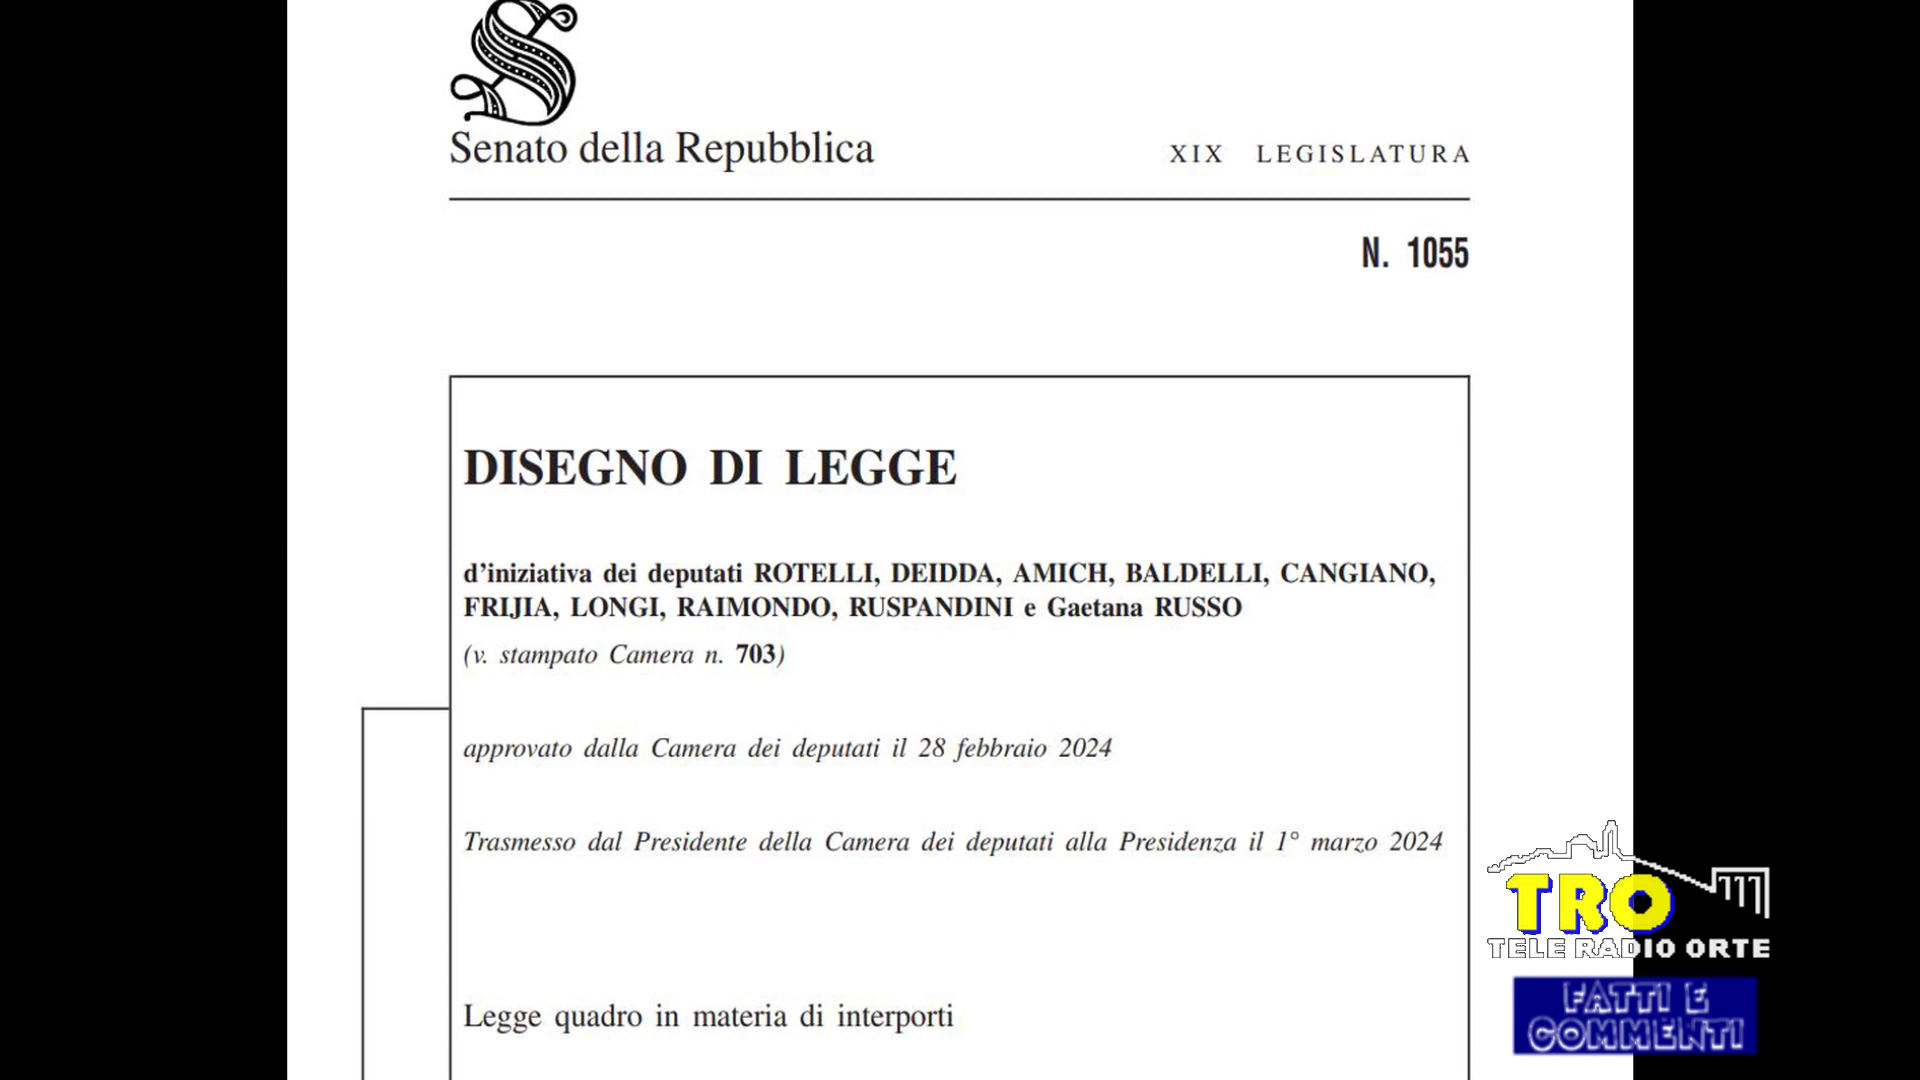 Senato della Repubblica
XIX LEGISLATURA
N. 1055
DISEGNO DI LEGGE
d’iniziativa dei deputati ROTELLI, DEIDDA, AMICH, BALDELLI, CANGIANO,
FRIJIA, LONGI, RAIMONDO, RUSPANDINI e Gaetana RUSSO
(v. stampato Camera n. 703)
approvato dalla Camera dei deputati il 28 febbraio 2024
Trasmesso dal Presidente della Camera dei deputati alla Presidenza il 1° marzo 2024
Legge quadro in materia di interporti
TRO
TELE RADIO ORTE
FATTI E
COMMENTI